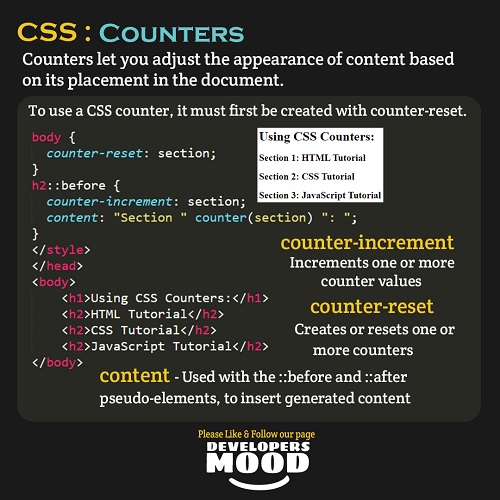 CSS : COUNTERS
Counters let you adjust the appearance of content based
on its placement in the document.
To use a CSS counter, it must first be created with counter-reset.
body {
  counter-reset: section;
}
h2::before {
  counter-increment: section;
  content: "Section " counter(section) ": ";
}
</style>
</head>
<body>
    <h1>Using CSS Counters:</h1>
    <h2>HTML Tutorial</h2>
    <h2>CSS Tutorial</h2>
    <h2>JavaScript Tutorial</h2>
</body>
Using CSS Counters:
Section 1: HTML Tutorial
Section 2: CSS Tutorial
Section 3: JavaScript Tutorial
counter-increment
Increments one or more
counter values
counter-reset
Creates or resets one or
more counters
content - Used with the ::before and ::after
pseudo-elements, to insert generated content
Please Like & Follow our page
DEVELOPERS
MOOD